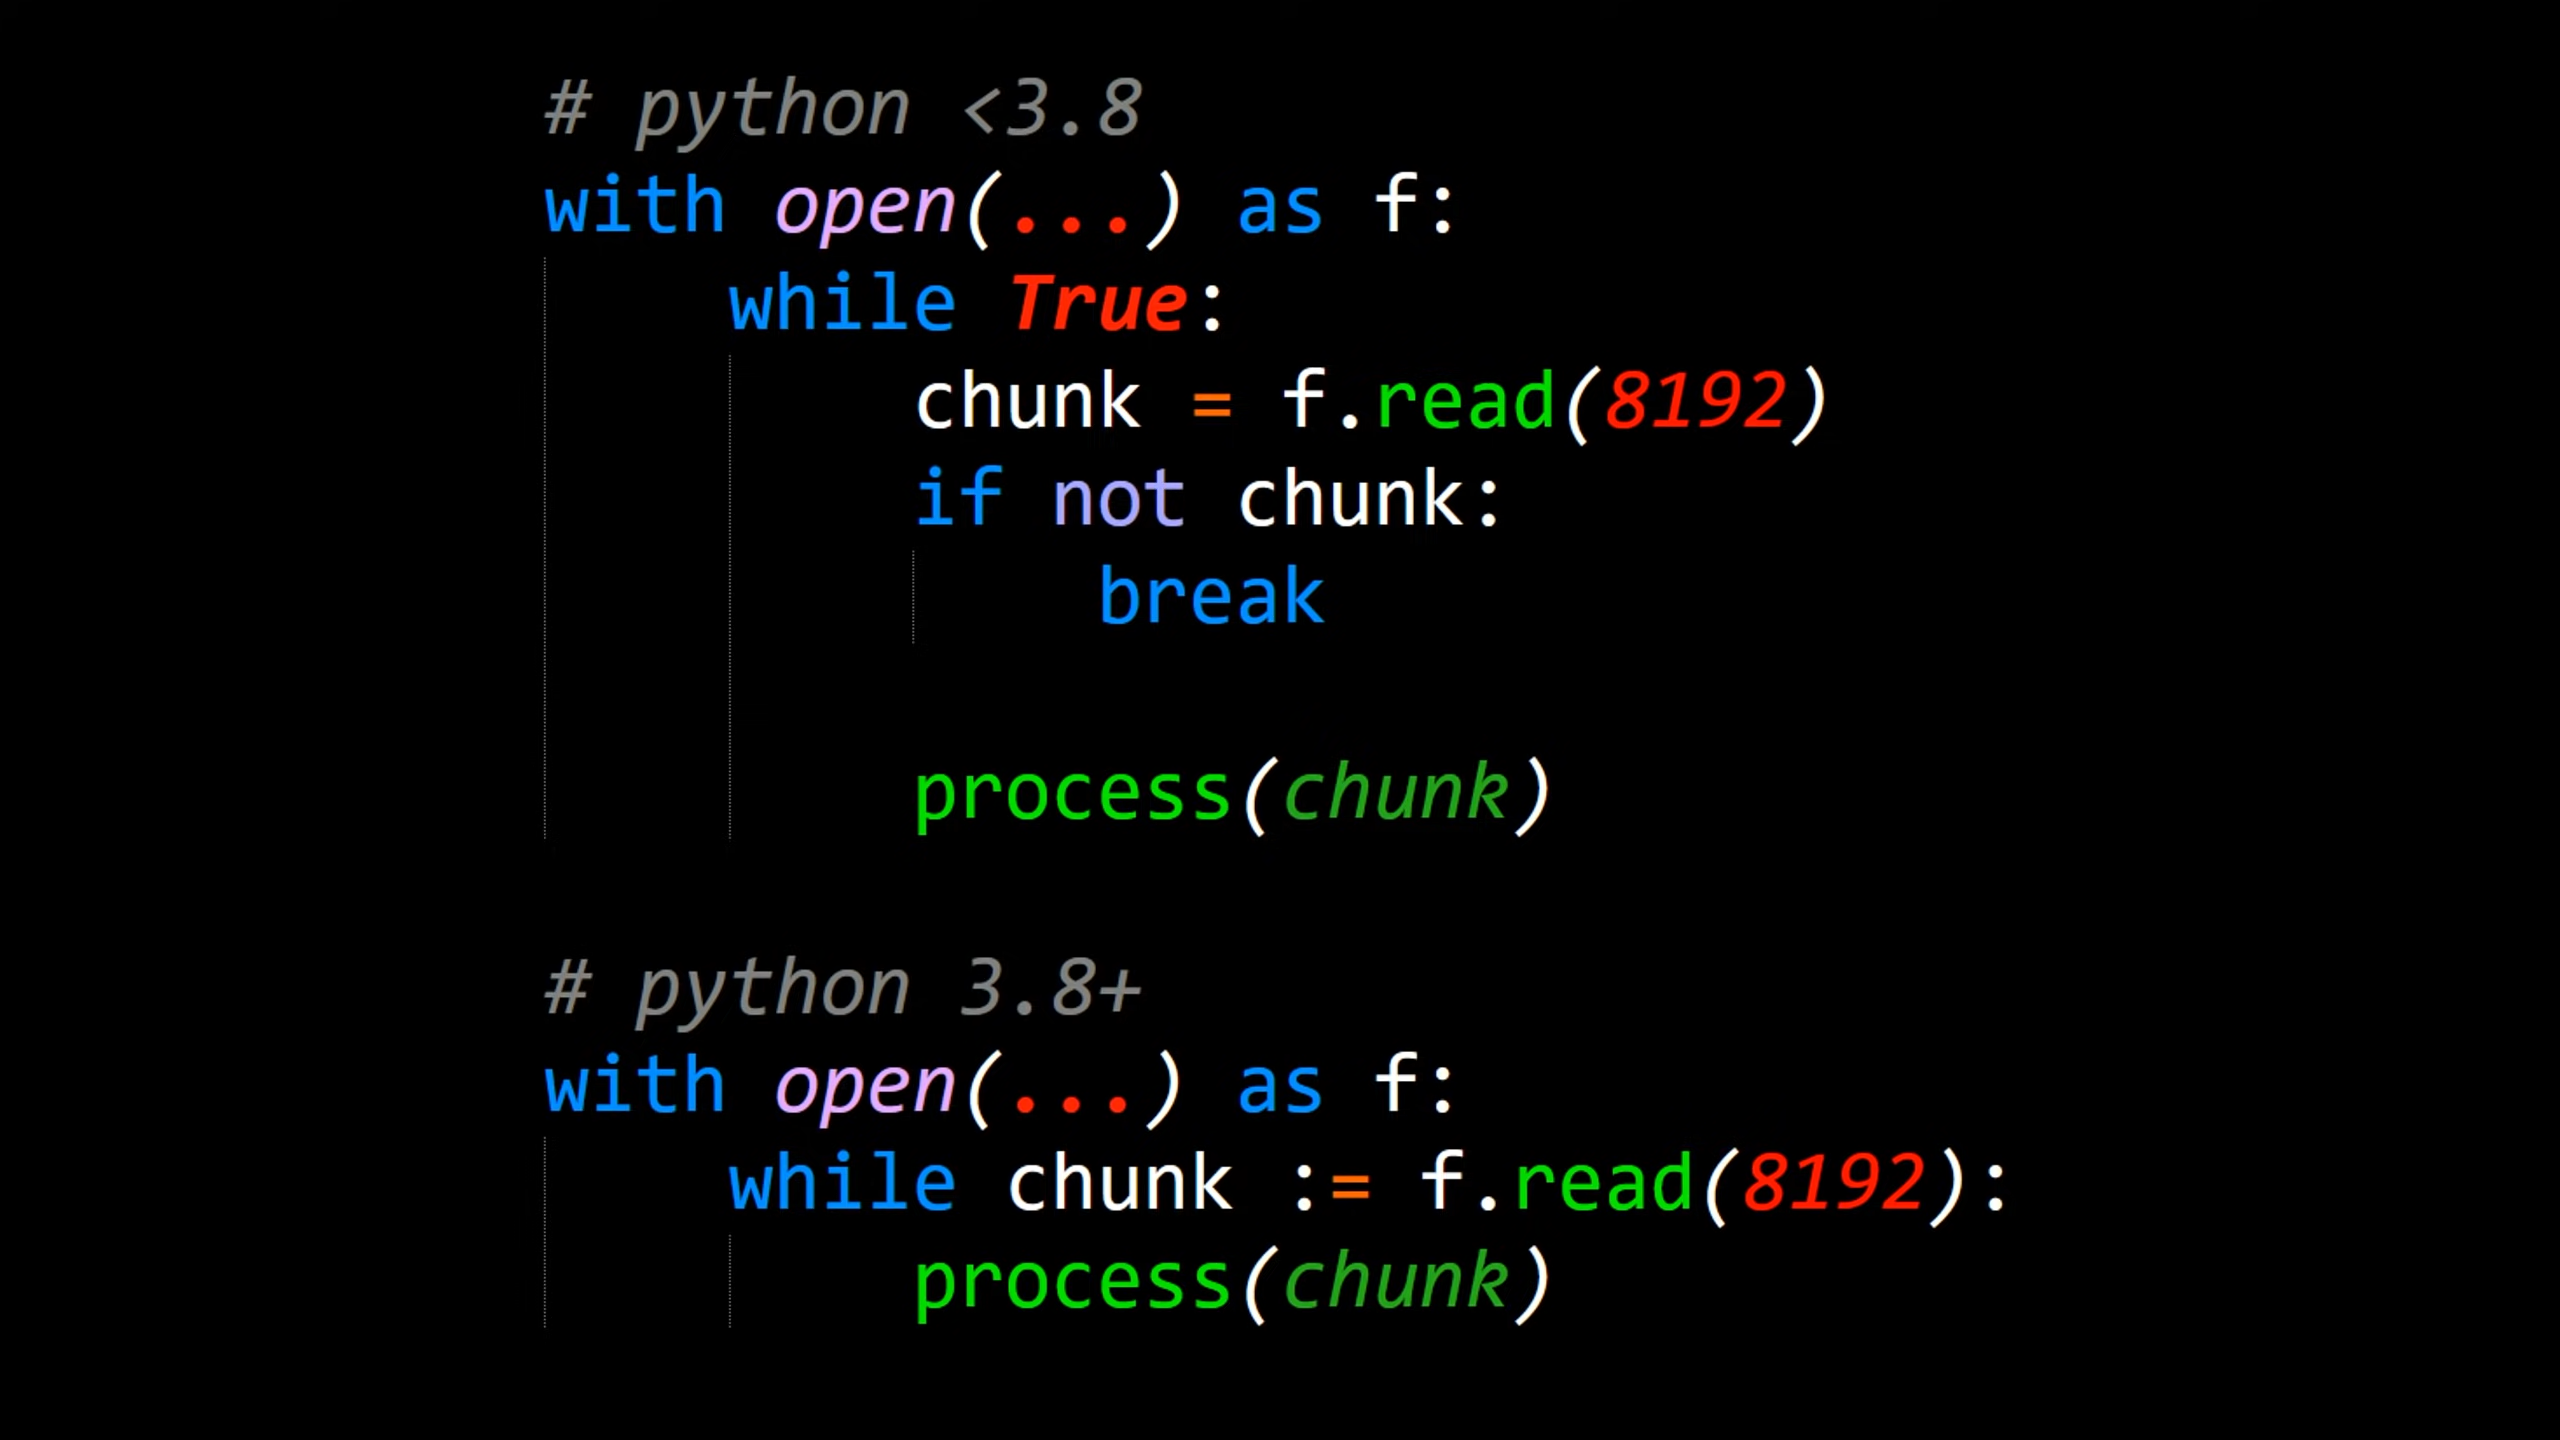 # python <3.8
with open(...) as f:
    while True:
        chunk = f.read(8192)
        if not chunk:
            break
        process(chunk)
# python 3.8+
with open(...) as f:
    while chunk := f.read(8192):
        process(chunk)